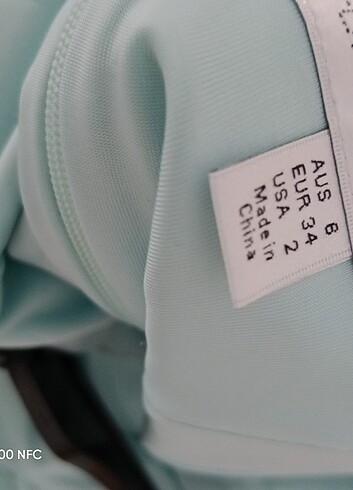 AUS 6
EUR 34
USA 2
Made in
China
00 NFC